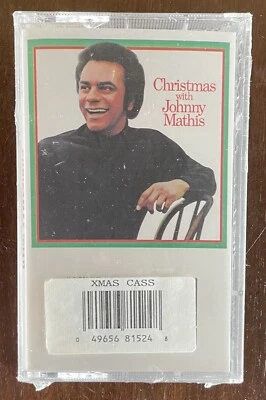 Christmas
with
Johnny
Mathis
XMAS CASS
0 49656 81524 8